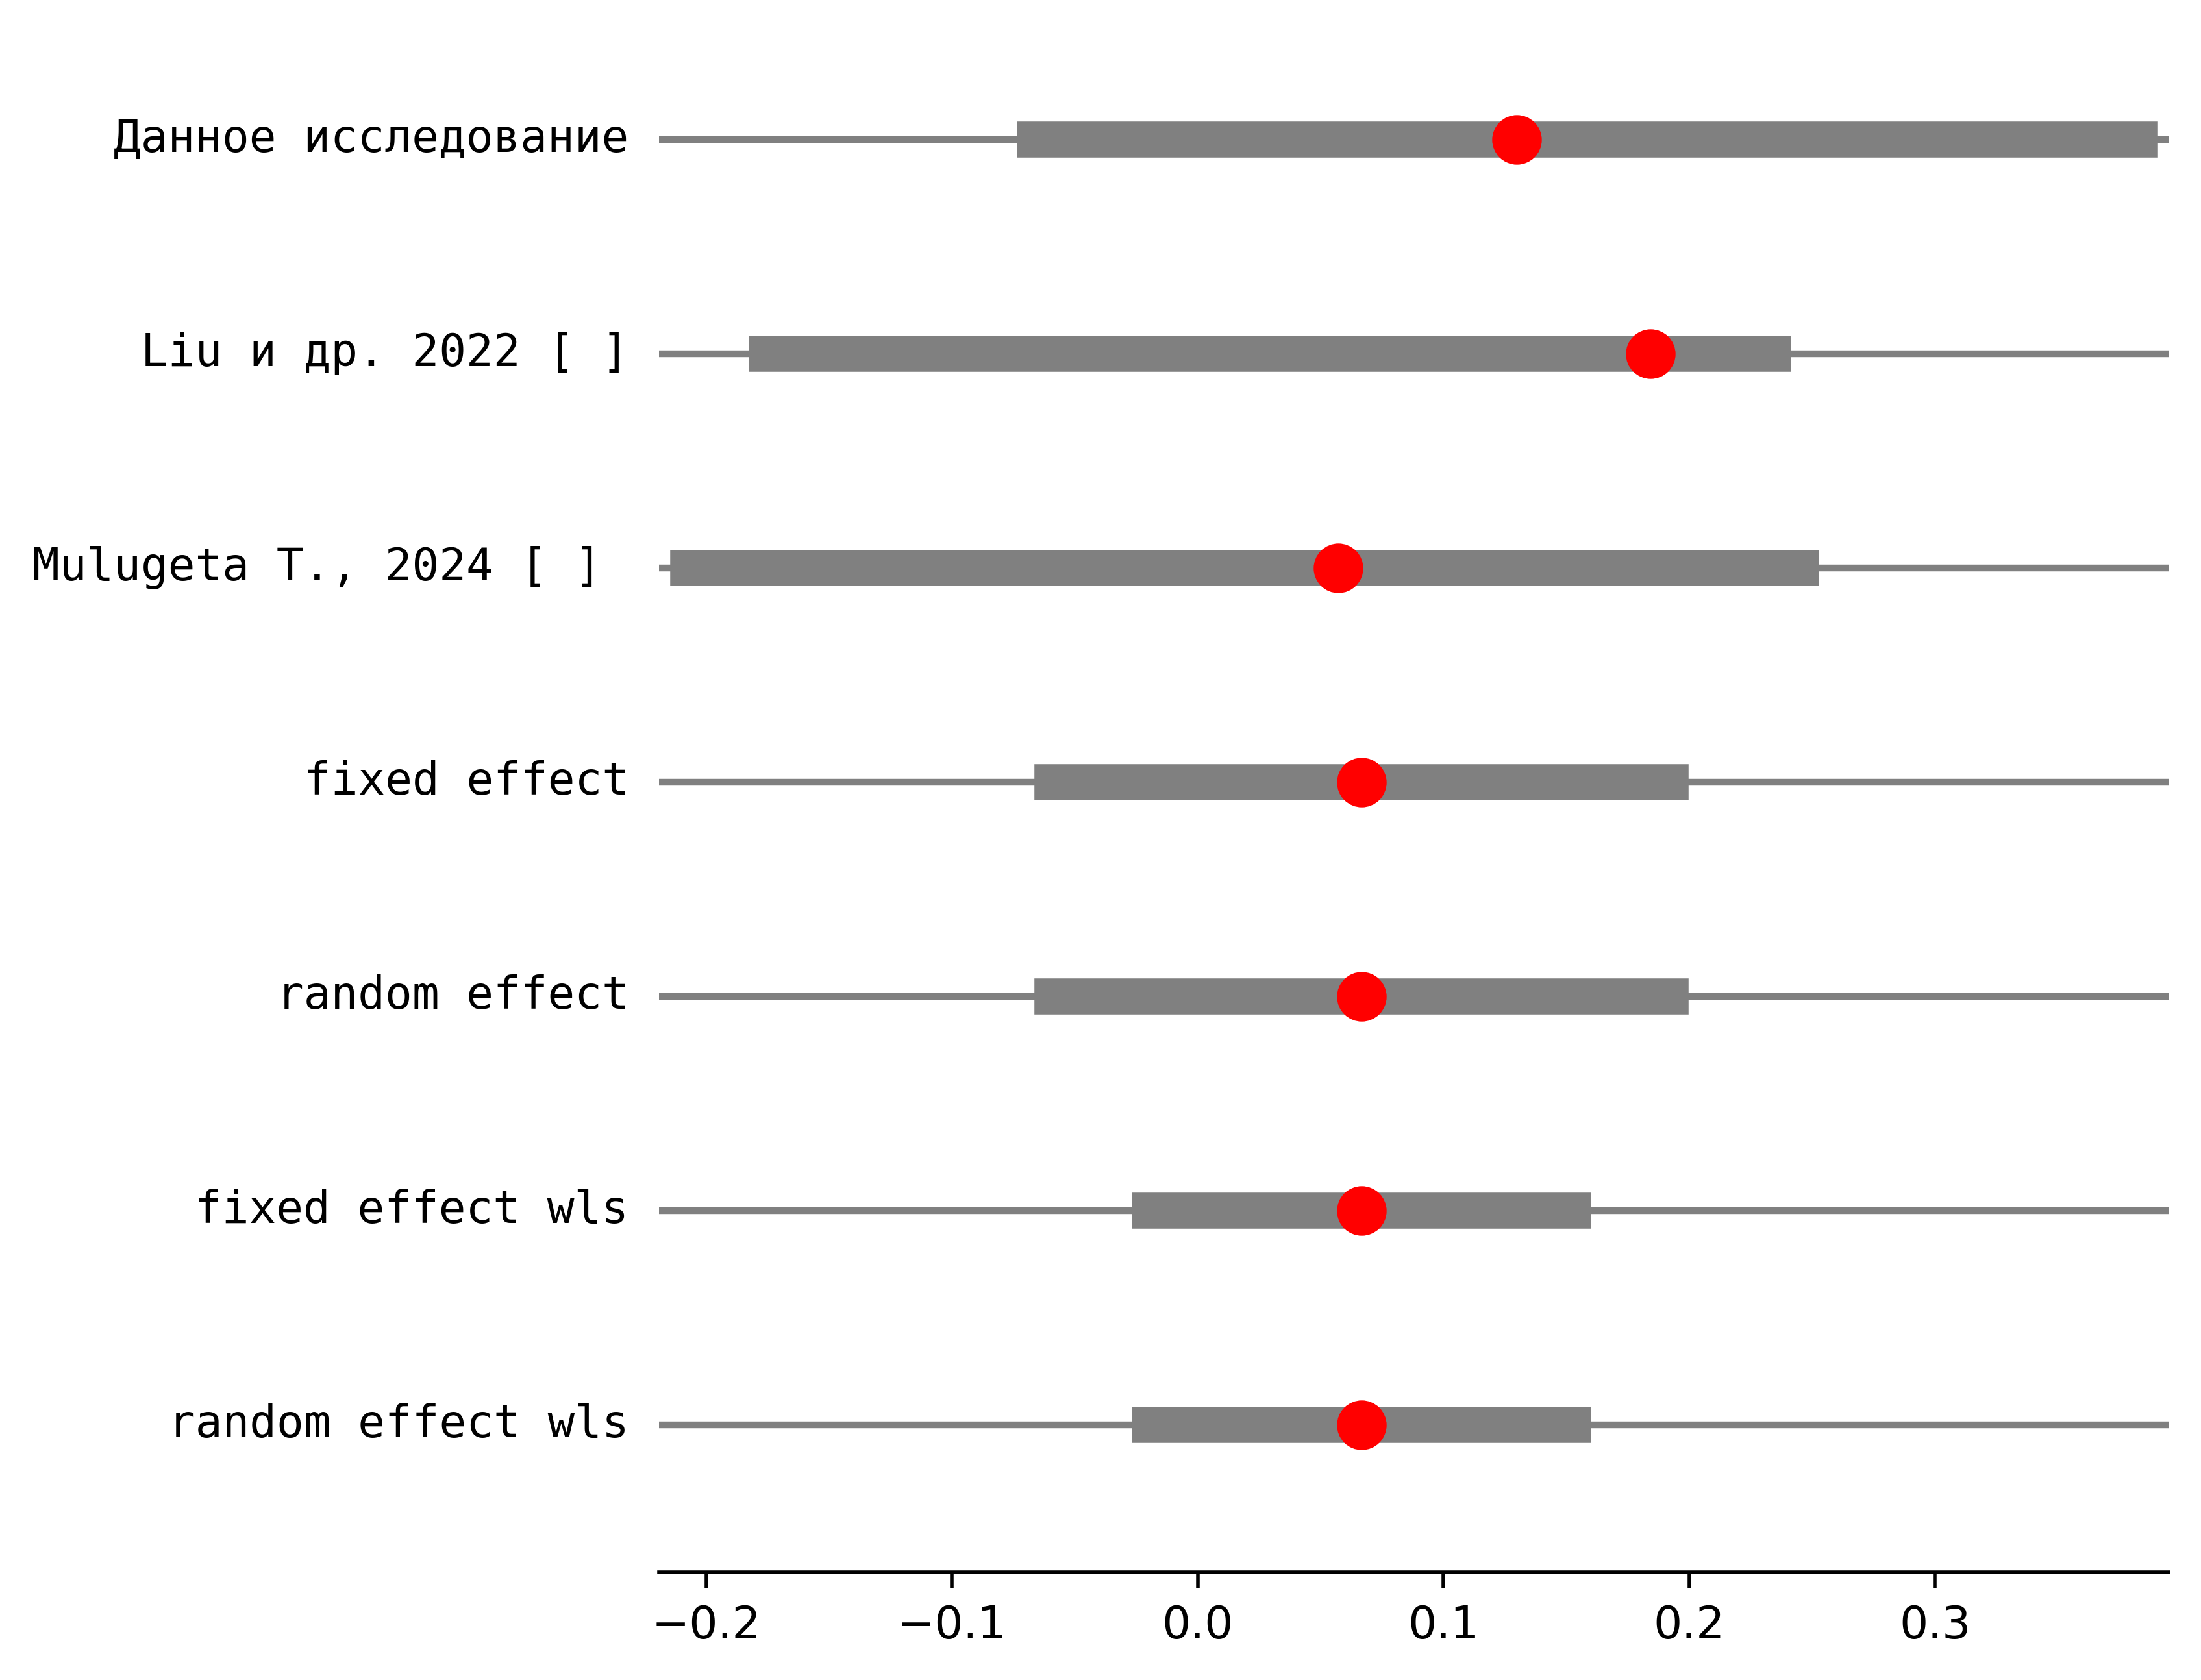 Данное исследование
Liu и др. 2022 [ ]
Mulugeta T., 2024 [ ]
fixed effect
random effect
fixed effect wls
random effect wls
−0.2 −0.1 0.0 0.1 0.2 0.3